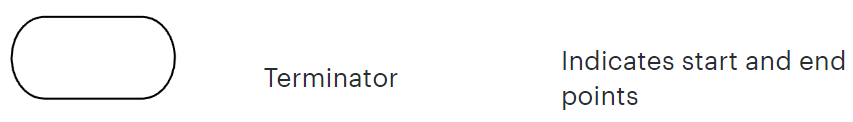 Terminator
Indicates start and end
points